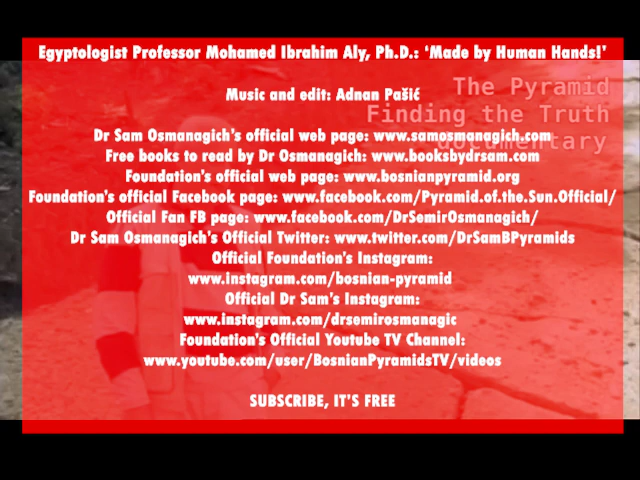 Egyptologist Professor Mohamed Ibrahim Aly, Ph.D.: ‘Made by Human Hands!’
Music and edit: Adnan Pašić
The Pyramid
Finding the Truth
documentary
Dr Sam Osmanagich’s official web page: www.samosmanagich.com
Free books to read by Dr Osmanagich: www.booksbydrsam.com
Foundation’s official web page: www.bosnianpyramid.org
Foundation’s official Facebook page: www.facebook.com/Pyramid.of.the.Sun.Official/
Official Fan FB page: www.facebook.com/DrSemirOsmanagich/
Dr Sam Osmanagich’s Official Twitter: www.twitter.com/DrSamBPyramids
Official Foundation’s Instagram:
www.instagram.com/bosnian-pyramid
Official Dr Sam’s Instagram:
www.instagram.com/drsemirosmanagic
Foundation’s Official Youtube TV Channel:
www.youtube.com/user/BosnianPyramidsTV/videos
SUBSCRIBE, IT’S FREE